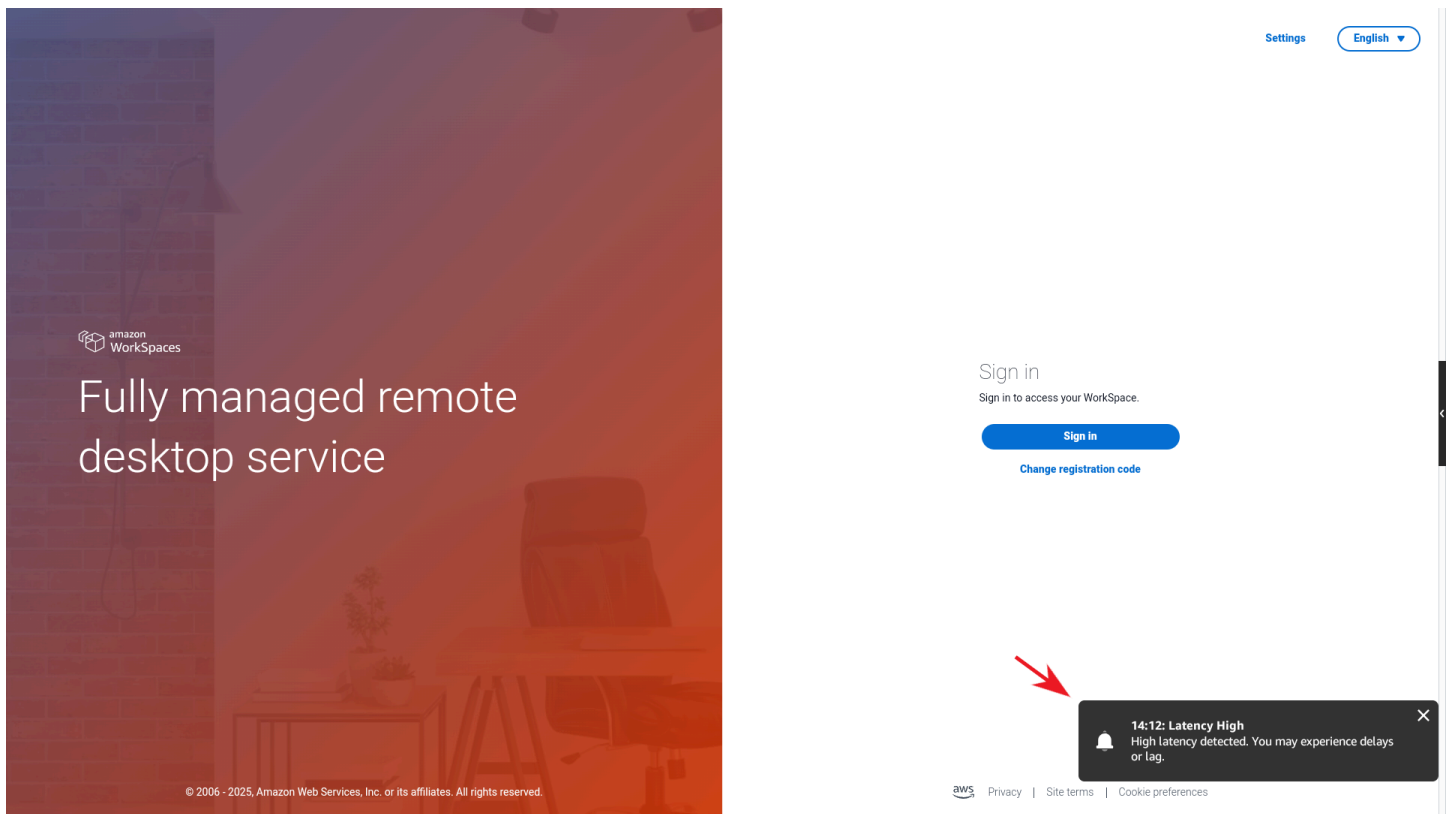 Settings
English
amazon
WorkSpaces
Fully managed remote
desktop service
Sign in
Sign in to access your WorkSpace.
Sign in
Change registration code
14:12: Latency High
High latency detected. You may experience delays
or lag.
© 2006 - 2025, Amazon Web Services, Inc. or its affiliates. All rights reserved.
aws Privacy | Site terms | Cookie preferences